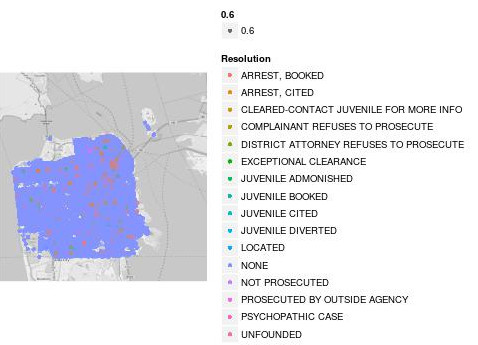 0.6
0.6
Resolution
ARREST, BOOKED
ARREST, CITED
CLEARED-CONTACT JUVENILE FOR MORE INFO
COMPLAINANT REFUSES TO PROSECUTE
DISTRICT ATTORNEY REFUSES TO PROSECUTE
EXCEPTIONAL CLEARANCE
JUVENILE ADMONISHED
JUVENILE BOOKED
JUVENILE CITED
JUVENILE DIVERTED
LOCATED
NONE
NOT PROSECUTED
PROSECUTED BY OUTSIDE AGENCY
PSYCHOPATHIC CASE
UNFOUNDED